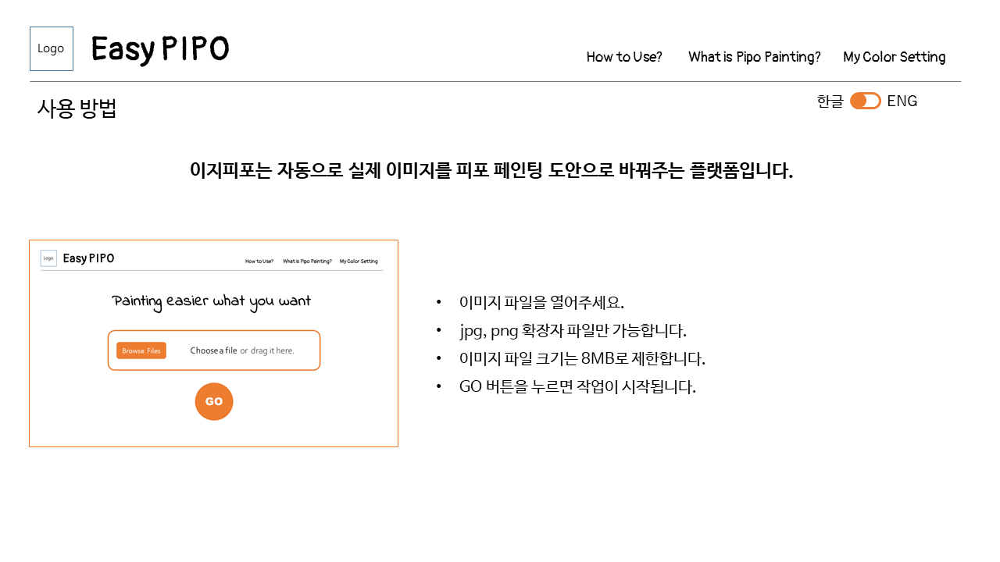 Logo
Easy PIPO
How to Use?
What is Pipo Painting?
My Color Setting
사용 방법
한글
ENG
이지피포는 자동으로 실제 이미지를 피포 페인팅 도안으로 바꿔주는 플랫폼입니다.
Logo
Easy PIPO
How to Use?
What is Pipo Painting?
My Color Setting
Painting easier what you want
Browse Files
Choose a file or drag it here.
GO
• 이미지 파일을 열어주세요.
• jpg, png 확장자 파일만 가능합니다.
• 이미지 파일 크기는 8MB로 제한합니다.
• GO 버튼을 누르면 작업이 시작됩니다.